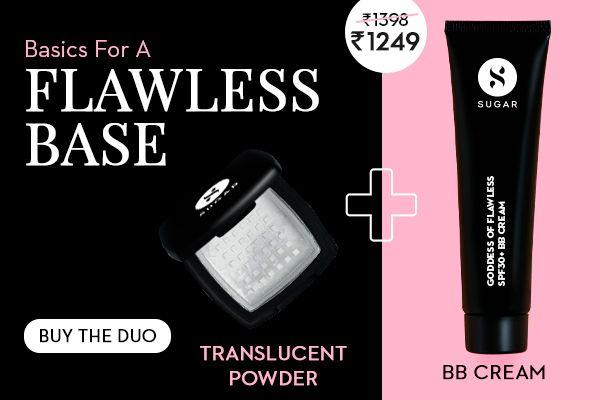 Basics For A
FLAWLESS
BASE
₹1398
₹1249
SUGAR
SUGAR
GODDESS OF FLAWLESS
SPF30+ BB CREAM
BUY THE DUO
TRANSLUCENT
POWDER
BB CREAM